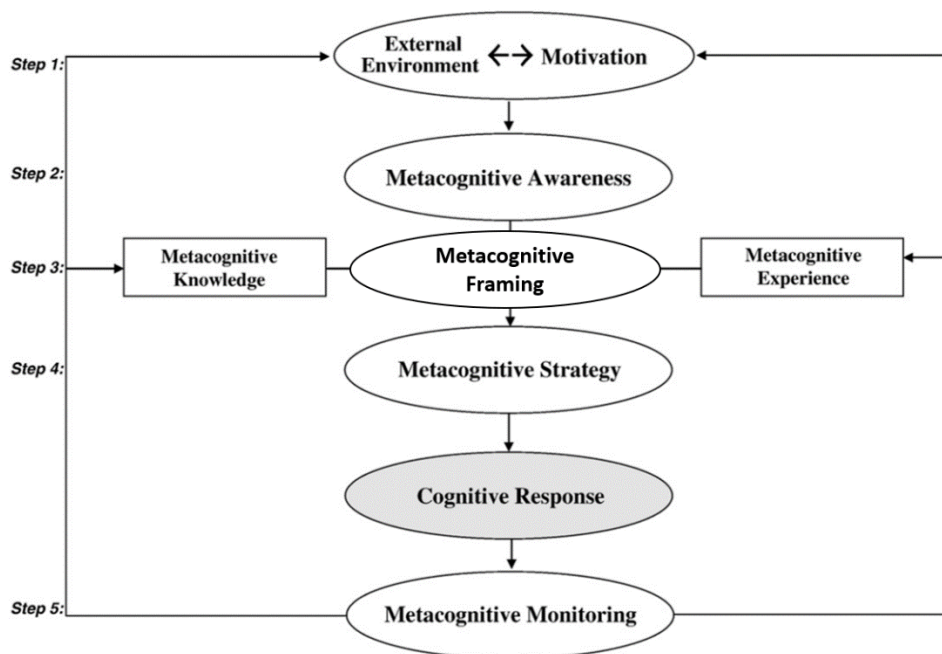 Step 1:
External
Environment
Motivation
Step 2:
Metacognitive Awareness
Step 3:
Metacognitive
Knowledge
Metacognitive
Framing
Metacognitive
Experience
Step 4:
Metacognitive Strategy
Cognitive Response
Step 5:
Metacognitive Monitoring